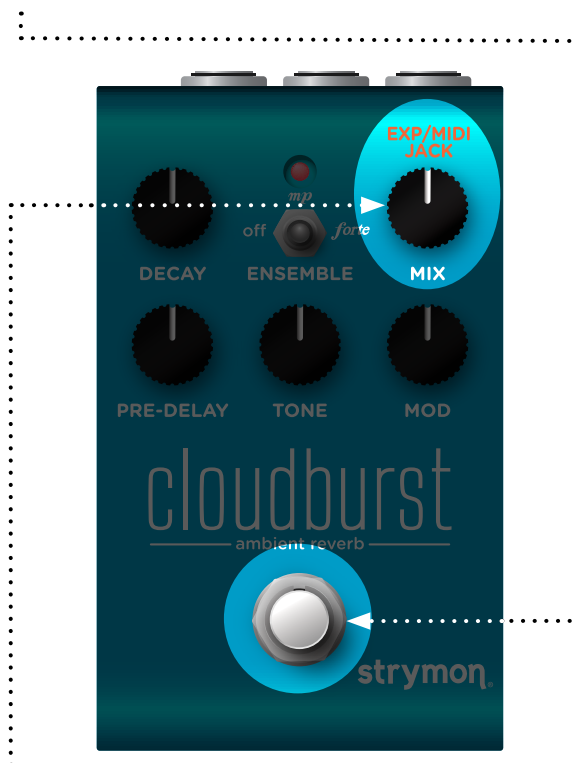 EXP/MIDI
JACK
mp
off
forte
DECAY
ENSEMBLE
MIX
PRE-DELAY
TONE
MOD
cloudburst
ambient reverb
strymon®